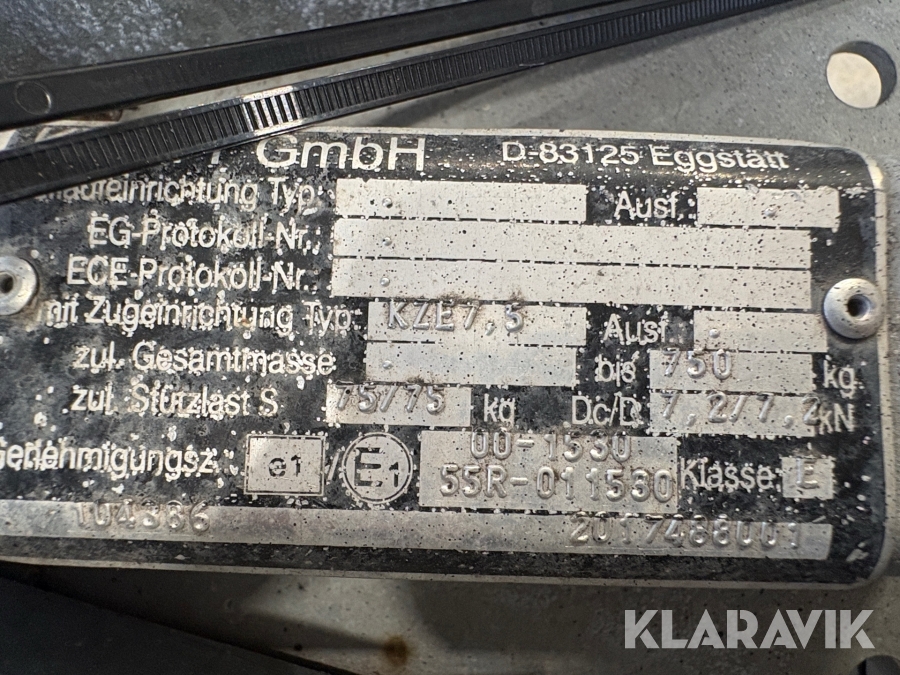 GmbH D-83125 Eggstätt
Typ: Ausf.:
EG-Protokoll-Nr.:
ECE-Protokoll-Nr.
mit Zugeinrichtung Typ: KZE7,5 Ausf.
zul. Gesamtmasse bis 750 kg
zul. Stützlast S 75/75 kg Dc/D 7,2/7,2 kN
Genehmigungsz.: e1 / E1 00-1530
55R-011530 Klasse: E
104386 2017488001
KLARAVIK